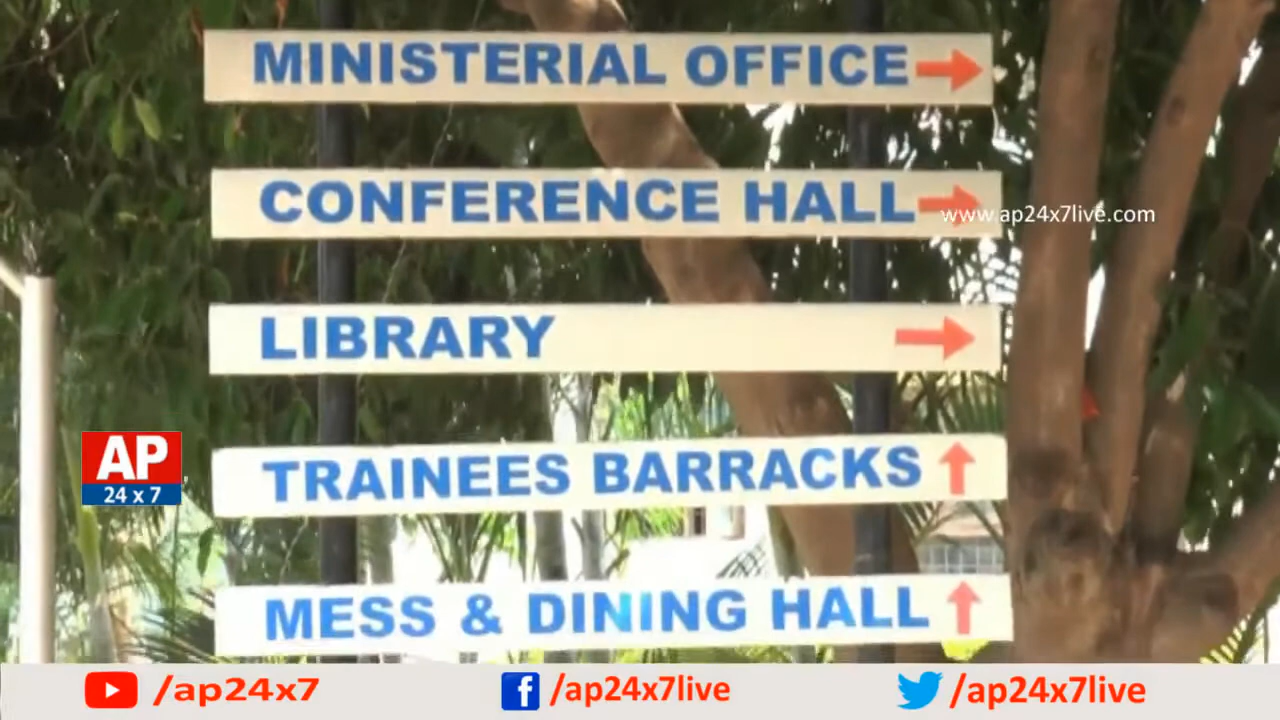 MINISTERIAL OFFICE
CONFERENCE HALL
www.ap24x7live.com
LIBRARY
TRAINEES BARRACKS
AP
24 x 7
MESS & DINING HALL
/ap24x7
/ap24x7live
/ap24x7live